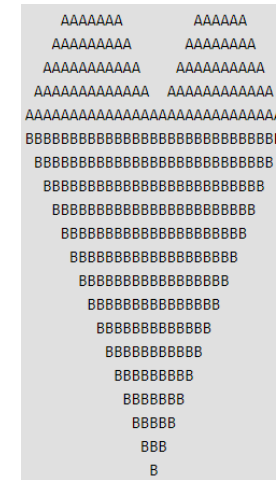 AAAAAAA        AAAAAA
AAAAAAAAA      AAAAAAAA
AAAAAAAAAAA    AAAAAAAAAA
AAAAAAAAAAAAA  AAAAAAAAAAAA
AAAAAAAAAAAAAAAAAAAAAAAAAAAAA
BBBBBBBBBBBBBBBBBBBBBBBBBBBBB
BBBBBBBBBBBBBBBBBBBBBBBBBBB
BBBBBBBBBBBBBBBBBBBBBBBBB
BBBBBBBBBBBBBBBBBBBBBBB
BBBBBBBBBBBBBBBBBBBBB
BBBBBBBBBBBBBBBBBBB
BBBBBBBBBBBBBBBBB
BBBBBBBBBBBBBBB
BBBBBBBBBBBBB
BBBBBBBBBBB
BBBBBBBBB
BBBBBBB
BBBBB
BBB
B